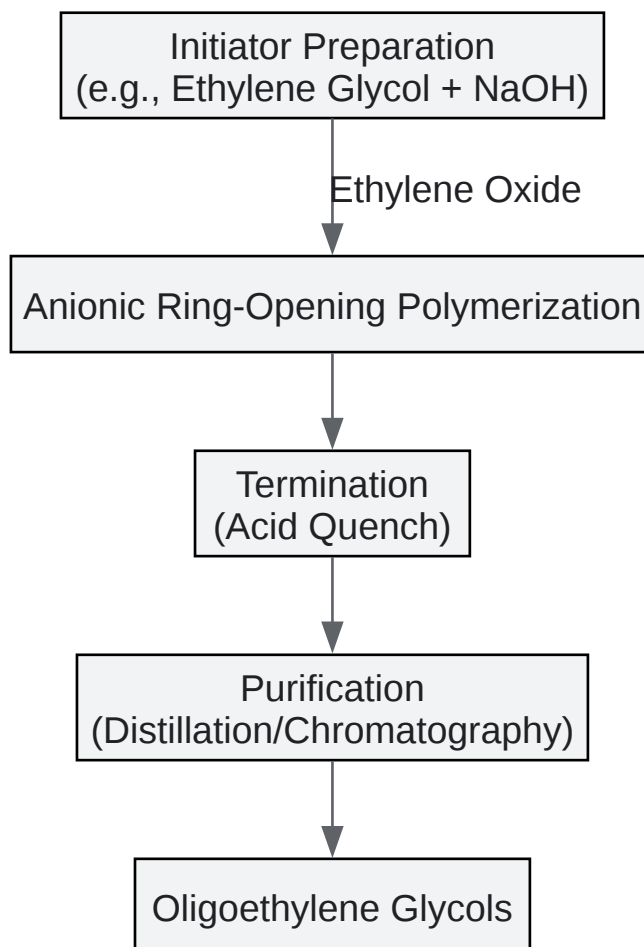 Initiator Preparation
(e.g., Ethylene Glycol + NaOH)
Ethylene Oxide
Anionic Ring-Opening Polymerization
Termination
(Acid Quench)
Purification
(Distillation/Chromatography)
Oligoethylene Glycols